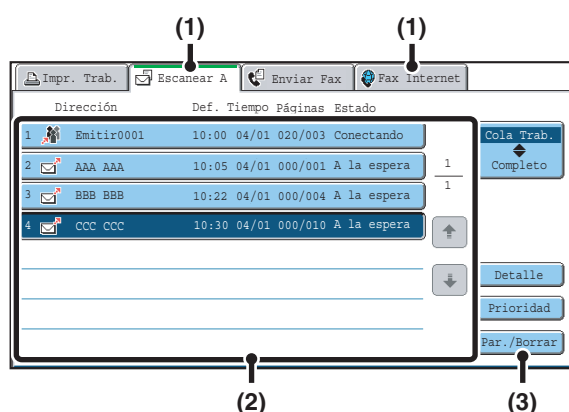 (1) (1)
Impr. Trab. Escanear A Enviar Fax Fax Internet
Dirección Def. Tiempo Páginas Estado
1 Emitir0001 10:00 04/01 020/003 Conectando
2 AAA AAA 10:05 04/01 000/001 A la espera
3 BBB BBB 10:22 04/01 000/004 A la espera
4 CCC CCC 10:30 04/01 000/010 A la espera
1
1
Cola Trab.
Completo
Detalle
Prioridad
Par./Borrar
(2) (3)